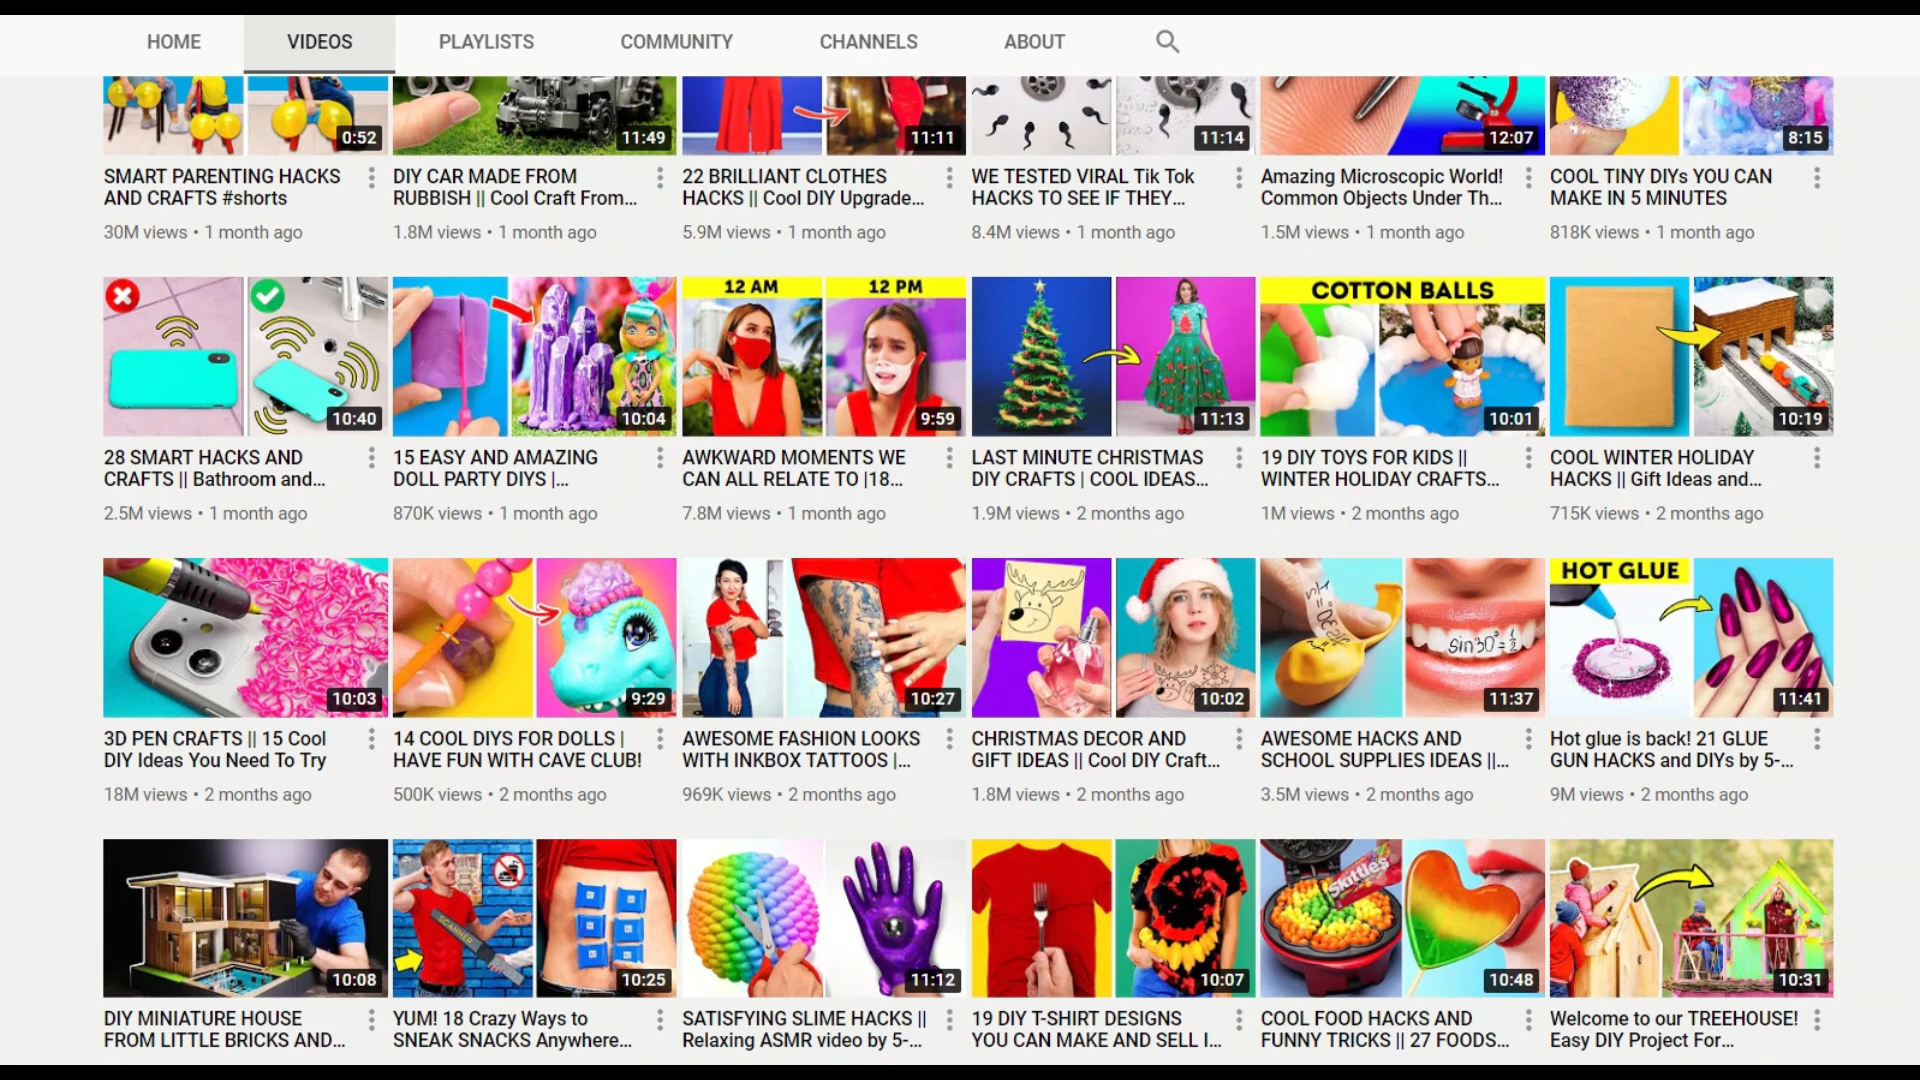 HOME VIDEOS PLAYLISTS COMMUNITY CHANNELS ABOUT
0:52
11:49
11:11
11:14
12:07
8:15
SMART PARENTING HACKS
AND CRAFTS #shorts
30M views • 1 month ago
DIY CAR MADE FROM
RUBBISH || Cool Craft From...
1.8M views • 1 month ago
22 BRILLIANT CLOTHES
HACKS || Cool DIY Upgrade...
5.9M views • 1 month ago
WE TESTED VIRAL Tik Tok
HACKS TO SEE IF THEY...
8.4M views • 1 month ago
Amazing Microscopic World!
Common Objects Under Th...
1.5M views • 1 month ago
COOL TINY DIYs YOU CAN
MAKE IN 5 MINUTES
818K views • 1 month ago
10:40
10:04
12 AM
12 PM
9:59
11:13
COTTON BALLS
10:01
10:19
28 SMART HACKS AND
CRAFTS || Bathroom and...
2.5M views • 1 month ago
15 EASY AND AMAZING
DOLL PARTY DIYS |...
870K views • 1 month ago
AWKWARD MOMENTS WE
CAN ALL RELATE TO |18...
7.8M views • 1 month ago
LAST MINUTE CHRISTMAS
DIY CRAFTS | COOL IDEAS...
1.9M views • 2 months ago
19 DIY TOYS FOR KIDS ||
WINTER HOLIDAY CRAFTS...
1M views • 2 months ago
COOL WINTER HOLIDAY
HACKS || Gift Ideas and...
715K views • 2 months ago
10:03
9:29
10:27
10:02
sin30°=½
11:37
HOT GLUE
11:41
3D PEN CRAFTS || 15 Cool
DIY Ideas You Need To Try
18M views • 2 months ago
14 COOL DIYS FOR DOLLS |
HAVE FUN WITH CAVE CLUB!
500K views • 2 months ago
AWESOME FASHION LOOKS
WITH INKBOX TATTOOS |...
969K views • 2 months ago
CHRISTMAS DECOR AND
GIFT IDEAS || Cool DIY Craft...
1.8M views • 2 months ago
AWESOME HACKS AND
SCHOOL SUPPLIES IDEAS ||...
3.5M views • 2 months ago
Hot glue is back! 21 GLUE
GUN HACKS and DIYs by 5-...
9M views • 2 months ago
10:08
SCANNER
10:25
11:12
10:07
Skittles
10:48
10:31
DIY MINIATURE HOUSE
FROM LITTLE BRICKS AND...
YUM! 18 Crazy Ways to
SNEAK SNACKS Anywhere...
SATISFYING SLIME HACKS ||
Relaxing ASMR video by 5-...
19 DIY T-SHIRT DESIGNS
YOU CAN MAKE AND SELL I...
COOL FOOD HACKS AND
FUNNY TRICKS || 27 FOODS...
Welcome to our TREEHOUSE!
Easy DIY Project For...